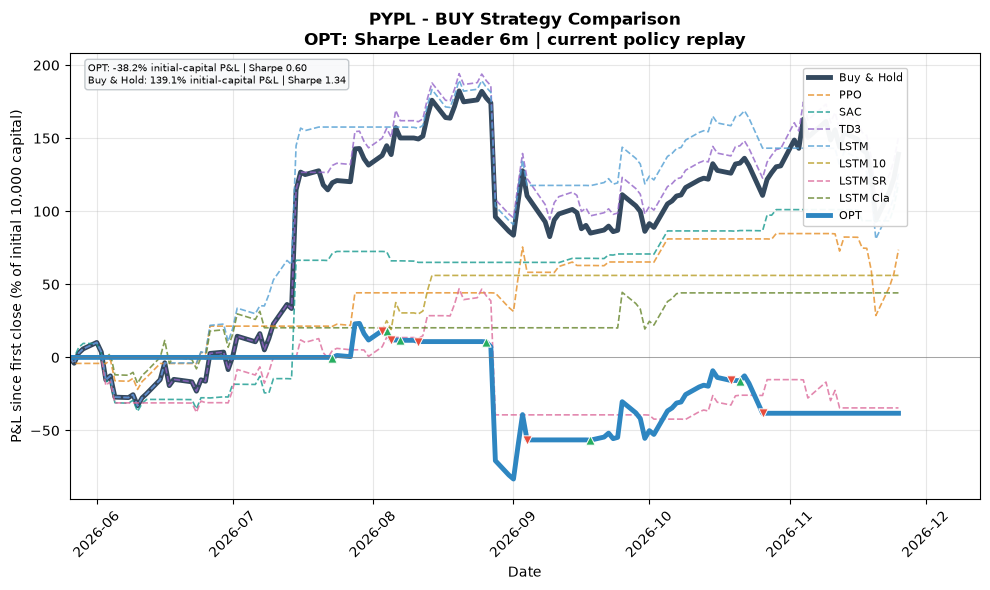 PYPL - BUY Strategy Comparison
OPT: Sharpe Leader 6m | current policy replay
OPT: -38.2% initial-capital P&L | Sharpe 0.60
Buy & Hold: 139.1% initial-capital P&L | Sharpe 1.34
Buy & Hold
PPO
SAC
TD3
LSTM
LSTM 10
LSTM SR
LSTM Cla
OPT
P&L since first close (% of initial 10,000 capital)
200
150
100
50
0
−50
2026-06
2026-07
2026-08
2026-09
2026-10
2026-11
2026-12
Date